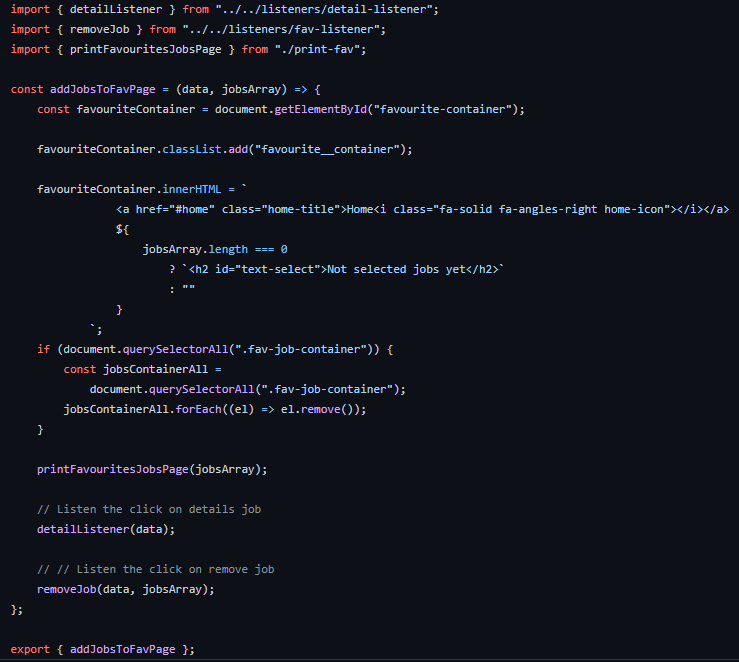 import { detailListener } from "../../listeners/detail-listener";
import { removeJob } from "../../listeners/fav-listener";
import { printFavouritesJobsPage } from "./print-fav";

const addJobsToFavPage = (data, jobsArray) => {
    const favouriteContainer = document.getElementById("favourite-container");

    favouriteContainer.classList.add("favourite__container");

    favouriteContainer.innerHTML = `
                <a href="#home" class="home-title">Home<i class="fa-solid fa-angles-right home-icon"></i></a>
                ${
                    jobsArray.length === 0
                        ? `<h2 id="text-select">Not selected jobs yet</h2>`
                        : ""
                }
            `;
    if (document.querySelectorAll(".fav-job-container")) {
        const jobsContainerAll =
            document.querySelectorAll(".fav-job-container");
        jobsContainerAll.forEach((el) => el.remove());
    }

    printFavouritesJobsPage(jobsArray);

    // Listen the click on details job
    detailListener(data);

    // // Listen the click on remove job
    removeJob(data, jobsArray);
};

export { addJobsToFavPage };